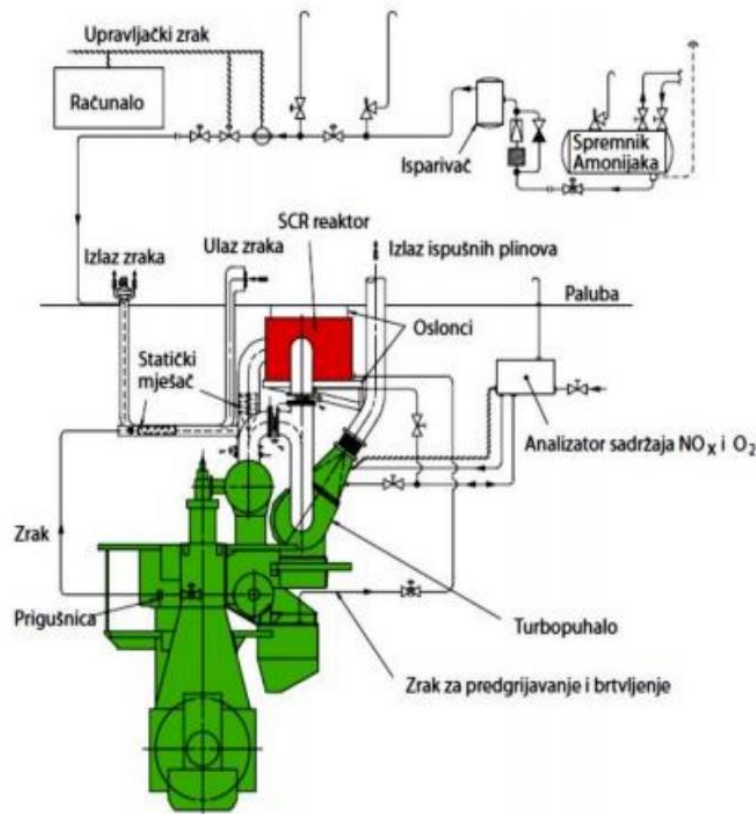 Upravljački zrak
Računalo
Isparivač
Spremnik
Amonijaka
SCR reaktor
Izlaz zraka
Ulaz zraka
Izlaz ispušnih plinova
Paluba
Oslonci
Statički
mješač
Analizator sadržaja NOx i O2
Zrak
Prigušnica
Turbopuhalo
Zrak za predgrijavanje i brtvljenje